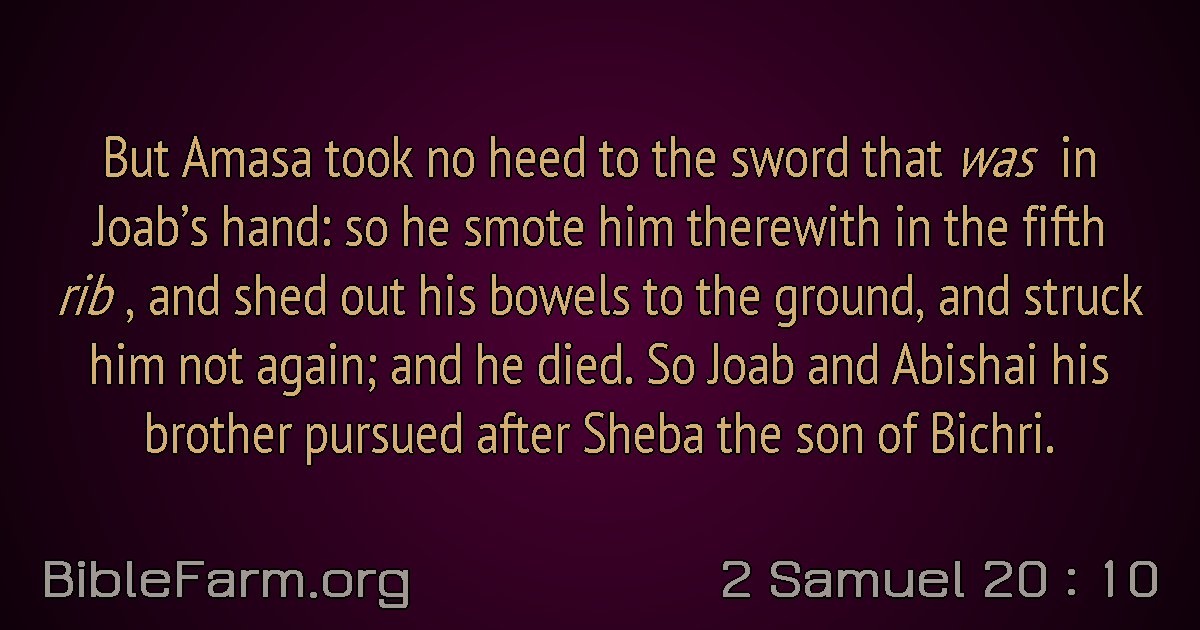 But Amasa took no heed to the sword that was in
Joab’s hand: so he smote him therewith in the fifth
rib , and shed out his bowels to the ground, and struck
him not again; and he died. So Joab and Abishai his
brother pursued after Sheba the son of Bichri.
BibleFarm.org
2 Samuel 20 : 10